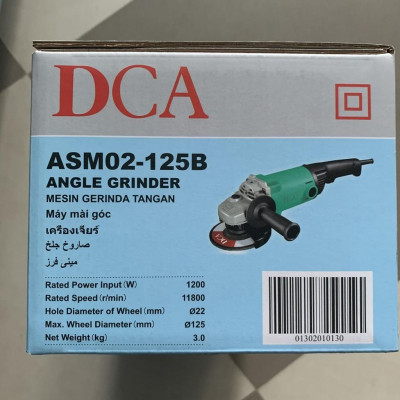 DCA
ASM02-125B
ANGLE GRINDER
MESIN GERINDA TANGAN
Máy mài góc
เครื่องเจียร์
صاروخ جلخ
مینی فرز
Rated Power Input (W) 1200
Rated Speed (r/min) 11800
Hole Diameter of Wheel (mm) ø22
Max. Wheel Diameter (mm) ø125
Net Weight (kg) 3.0
01302010130